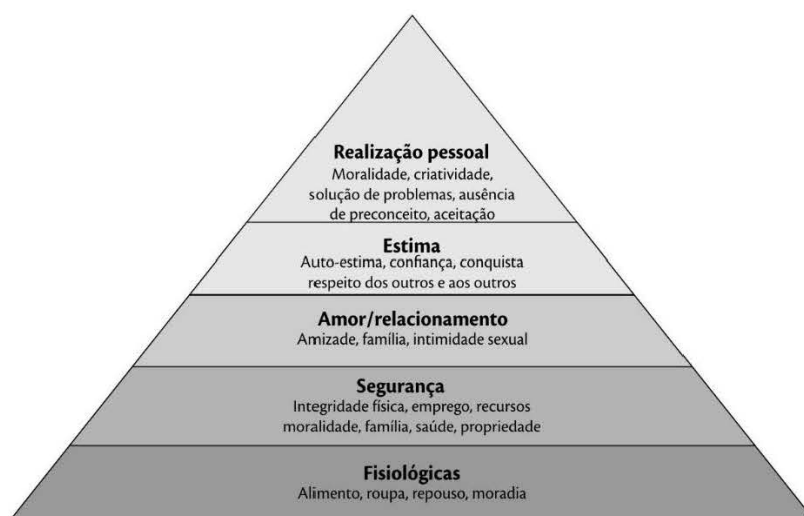 Realização pessoal
Moralidade, criatividade,
solução de problemas, ausência
de preconceito, aceitação
Estima
Auto-estima, confiança, conquista
respeito dos outros e aos outros
Amor/relacionamento
Amizade, família, intimidade sexual
Segurança
Integridade física, emprego, recursos
moralidade, família, saúde, propriedade
Fisiológicas
Alimento, roupa, repouso, moradia